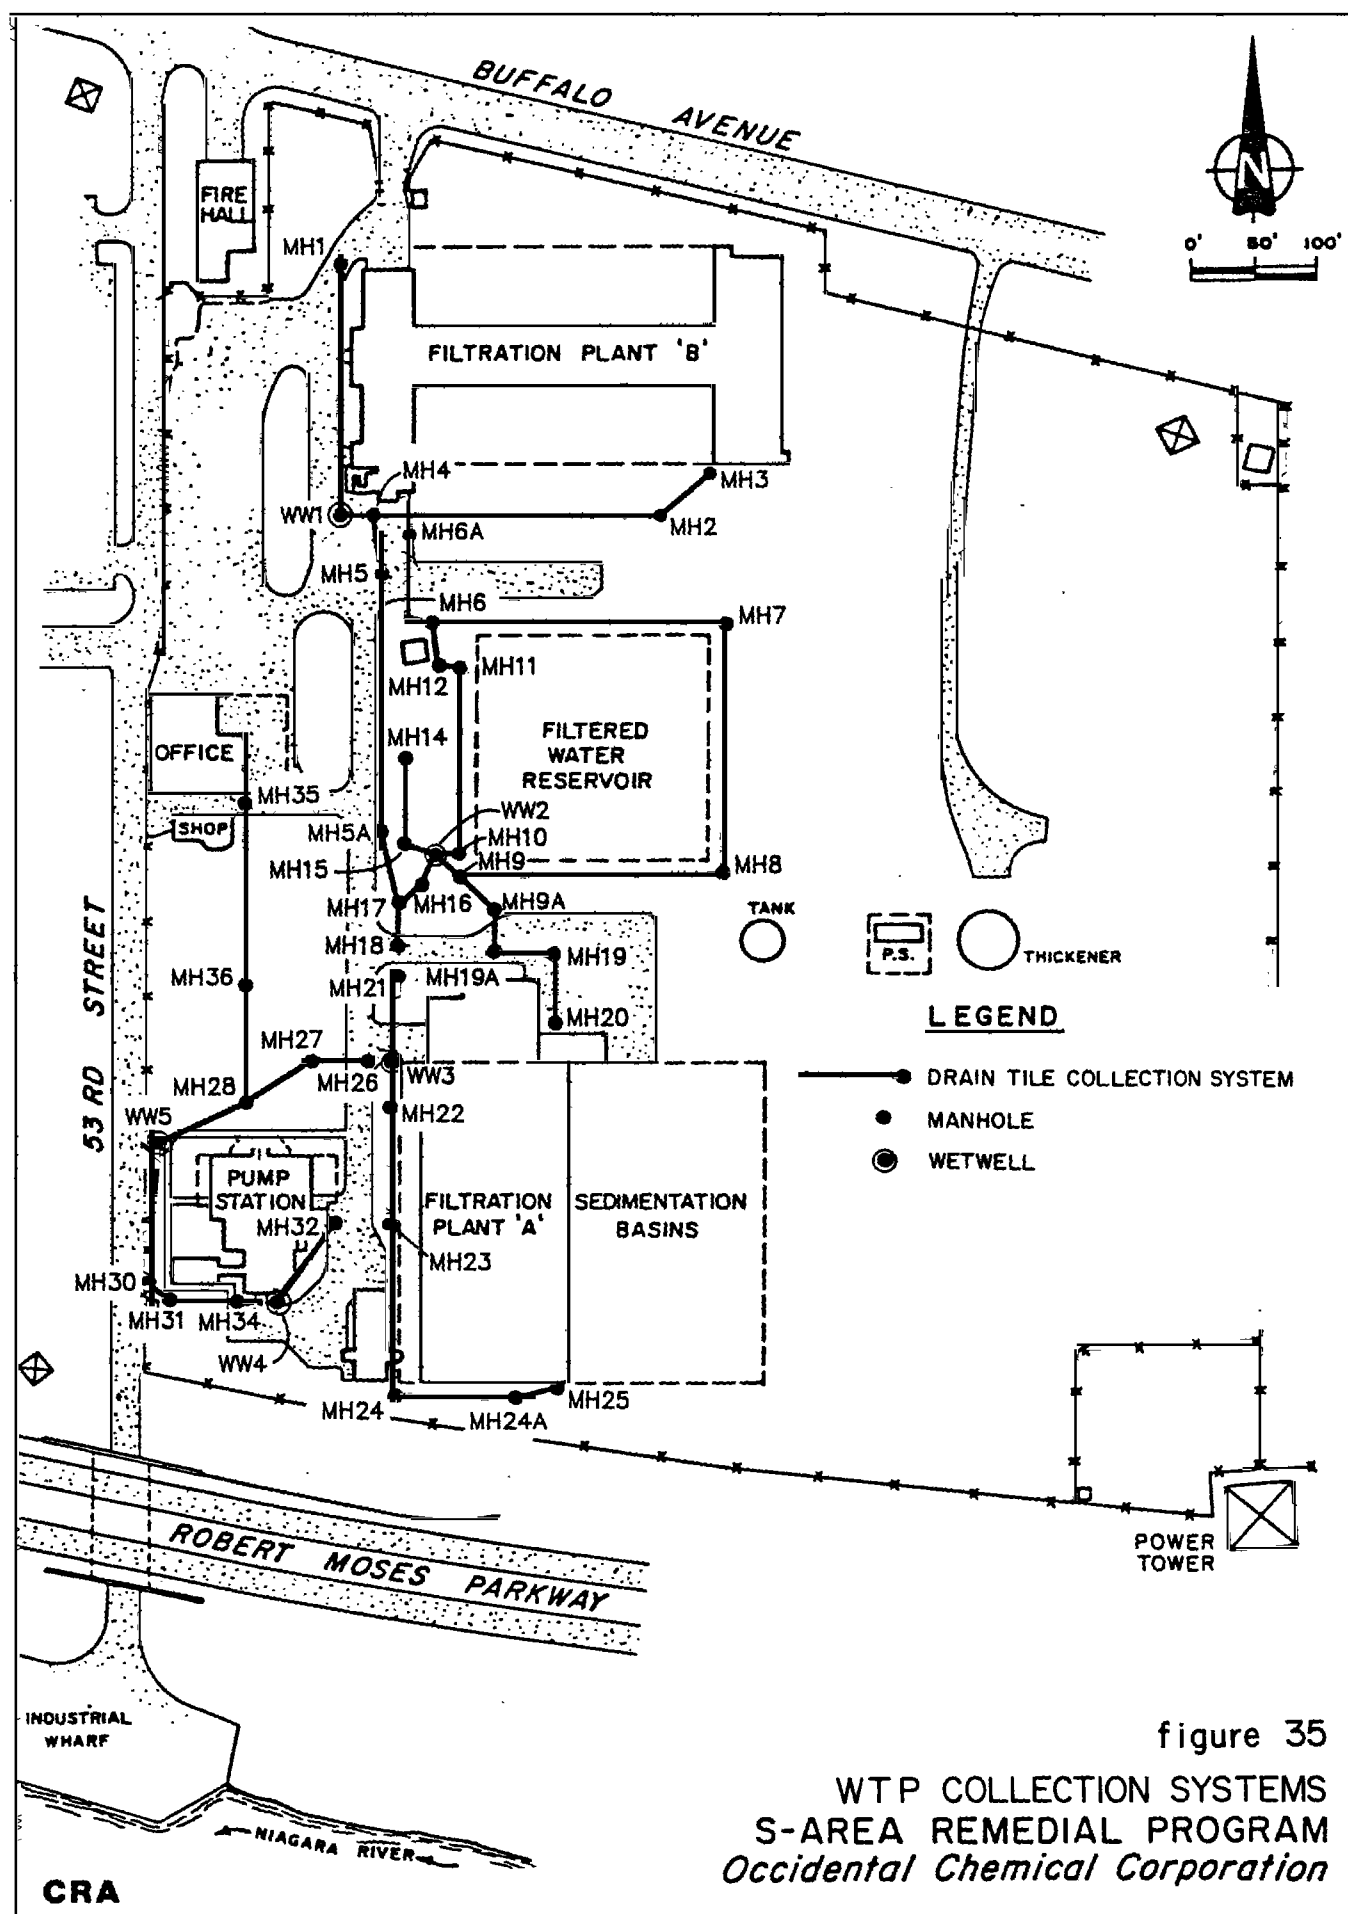 BUFFALO AVENUE
N
0' 50' 100'
FIRE
HALL
MH1
FILTRATION PLANT 'B'
MH4
MH3
WW1
MH2
MH6A
MH5
MH6
MH7
MH11
MH12
MH14
FILTERED
WATER
RESERVOIR
OFFICE
MH35
WW2
SHOP
MH5A
MH10
MH15
MH9
MH8
MH17
MH16
MH9A
TANK
MH18
MH19
P.S.
THICKENER
MH36
MH21
MH19A
53 RD STREET
MH20
LEGEND
MH27
MH26
WW3
DRAIN TILE COLLECTION SYSTEM
MH28
MH22
MANHOLE
WW5
WETWELL
PUMP
STATION
MH32
FILTRATION
PLANT 'A'
SEDIMENTATION
BASINS
MH23
MH30
MH31
MH34
WW4
MH24
MH24A
MH25
POWER
TOWER
ROBERT MOSES PARKWAY
INDUSTRIAL
WHARF
NIAGARA RIVER
figure 35
WTP COLLECTION SYSTEMS
S-AREA REMEDIAL PROGRAM
Occidental Chemical Corporation
CRA